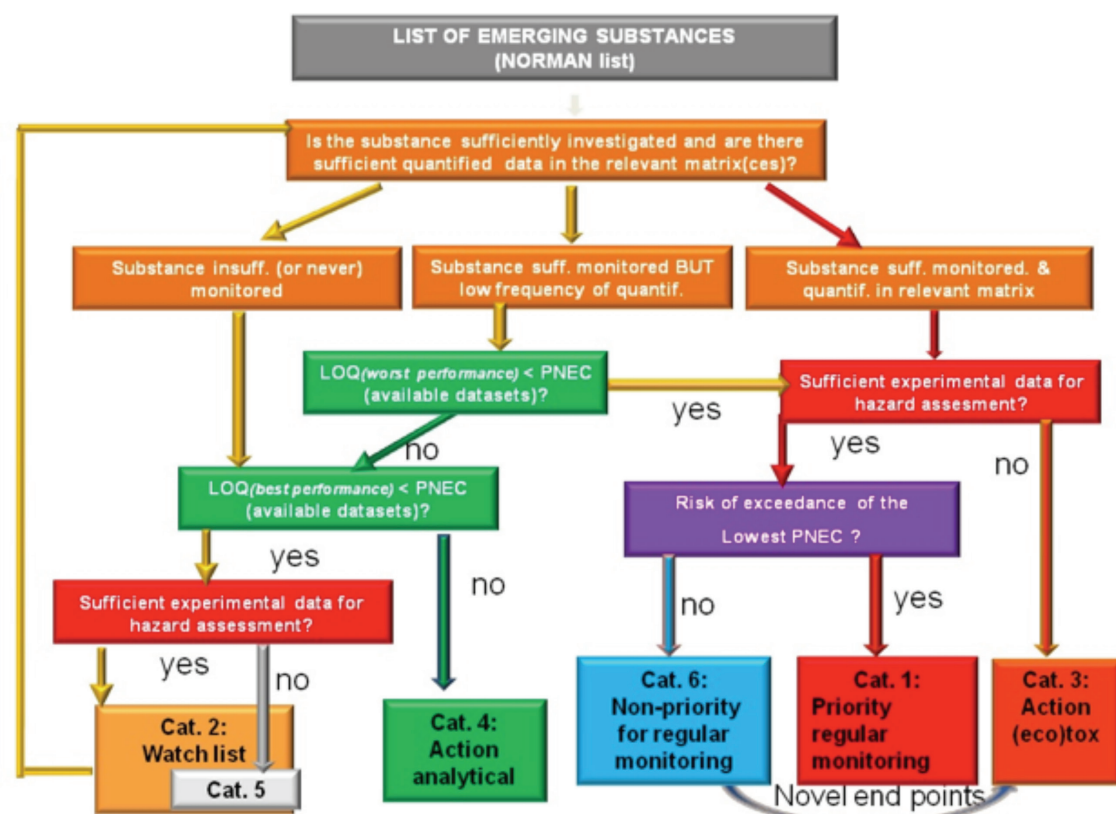 LIST OF EMERGING SUBSTANCES
(NORMAN list)
Is the substance sufficiently investigated and are there
sufficient quantified data in the relevant matrix(ces)?
Substance insuff. (or never)
monitored
Substance suff. monitored BUT
low frequency of quantif.
Substance suff. monitored. &
quantif. in relevant matrix
LOQ(worst performance) < PNEC
(available datasets)?
yes
Sufficient experimental data for
hazard assesment?
no
yes
no
LOQ(best performance) < PNEC
(available datasets)?
Risk of exceedance of the
Lowest PNEC ?
yes
no
no
yes
Sufficient experimental data for
hazard assessment?
yes
no
Cat. 2:
Watch list
Cat. 5
Cat. 4:
Action
analytical
Cat. 6:
Non-priority
for regular
monitoring
Cat. 1:
Priority
regular
monitoring
Cat. 3:
Action
(eco)tox
Novel end points